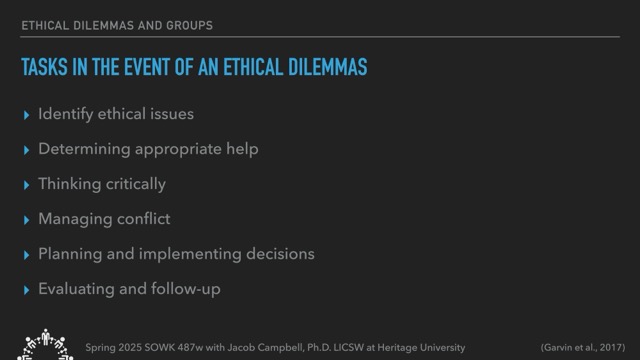 ETHICAL DILEMMAS AND GROUPS
TASKS IN THE EVENT OF AN ETHICAL DILEMMAS
Identify ethical issues
Determining appropriate help
Thinking critically
Managing conflict
Planning and implementing decisions
Evaluating and follow-up
Spring 2025 SOWK 487w with Jacob Campbell, Ph.D. LICSW at Heritage University
(Garvin et al., 2017)